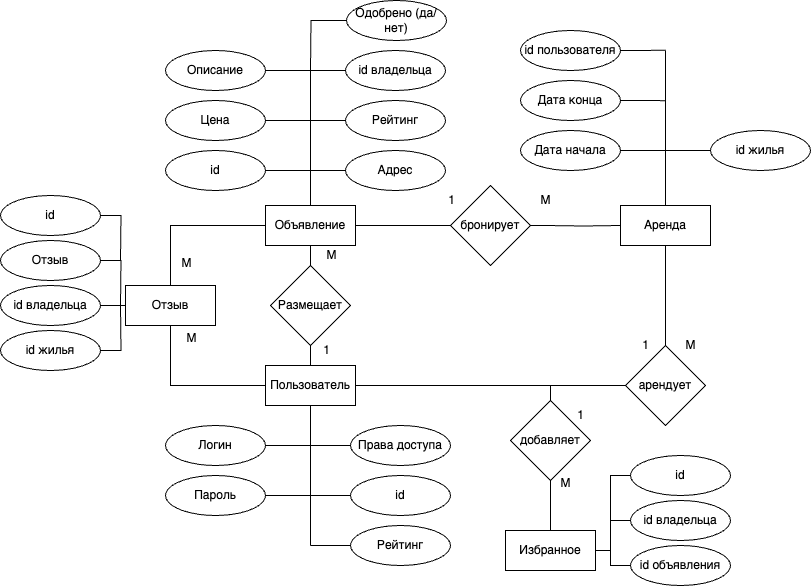 Одобрено (да/
нет)
Описание
id владельца
Цена
Рейтинг
id
Адрес
id пользователя
Дата конца
Дата начала
id жилья
1
M
Объявление
бронирует
Аренда
id
Отзыв
id владельца
id жилья
M
Отзыв
M
M
Размещает
1
Пользователь
1
M
арендует
Логин
Права доступа
Пароль
id
Рейтинг
1
добавляет
M
Избранное
id
id владельца
id объявления